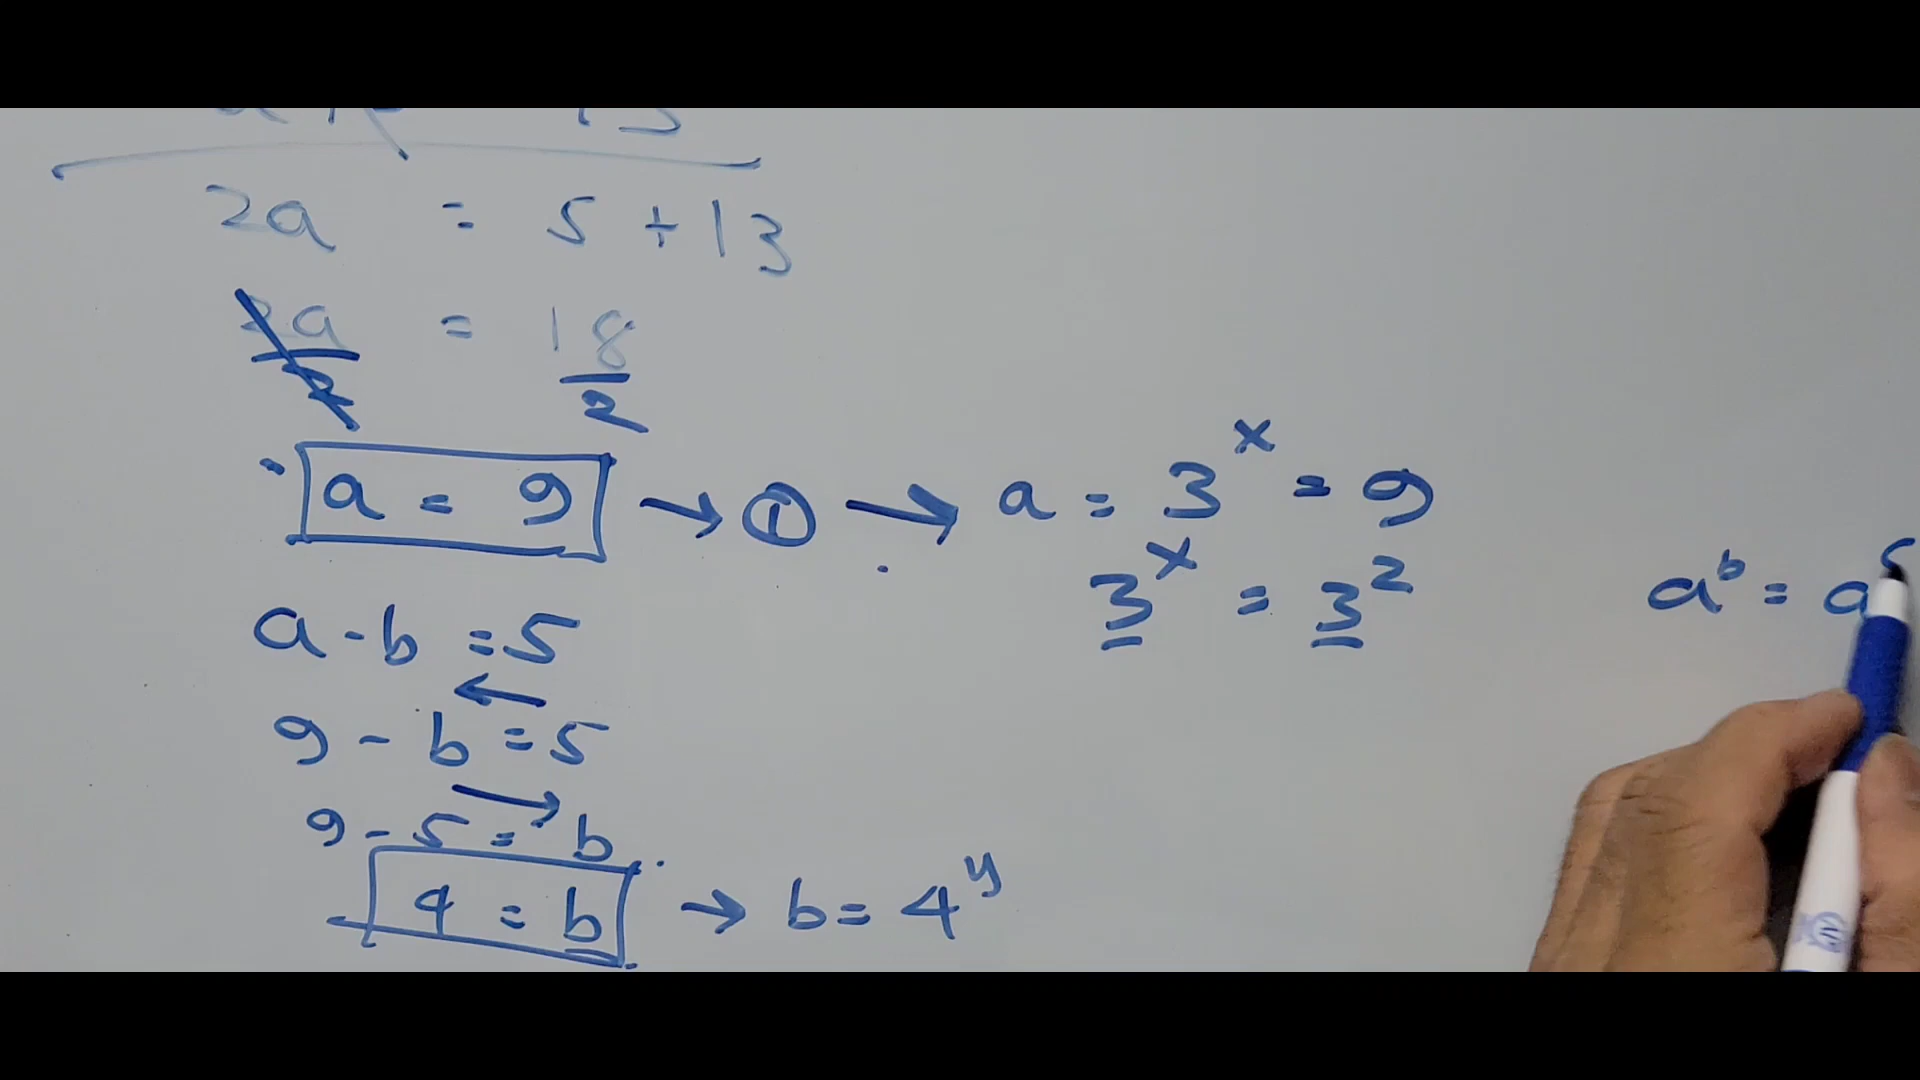 2a = 5 + 13
2a/2 = 18/2
a = 9 → ① → a = 3^x = 9
3^x = 3^2
a^b = a
a - b = 5
←
9 - b = 5
→
9 - 5 = b
4 = b → b = 4^y